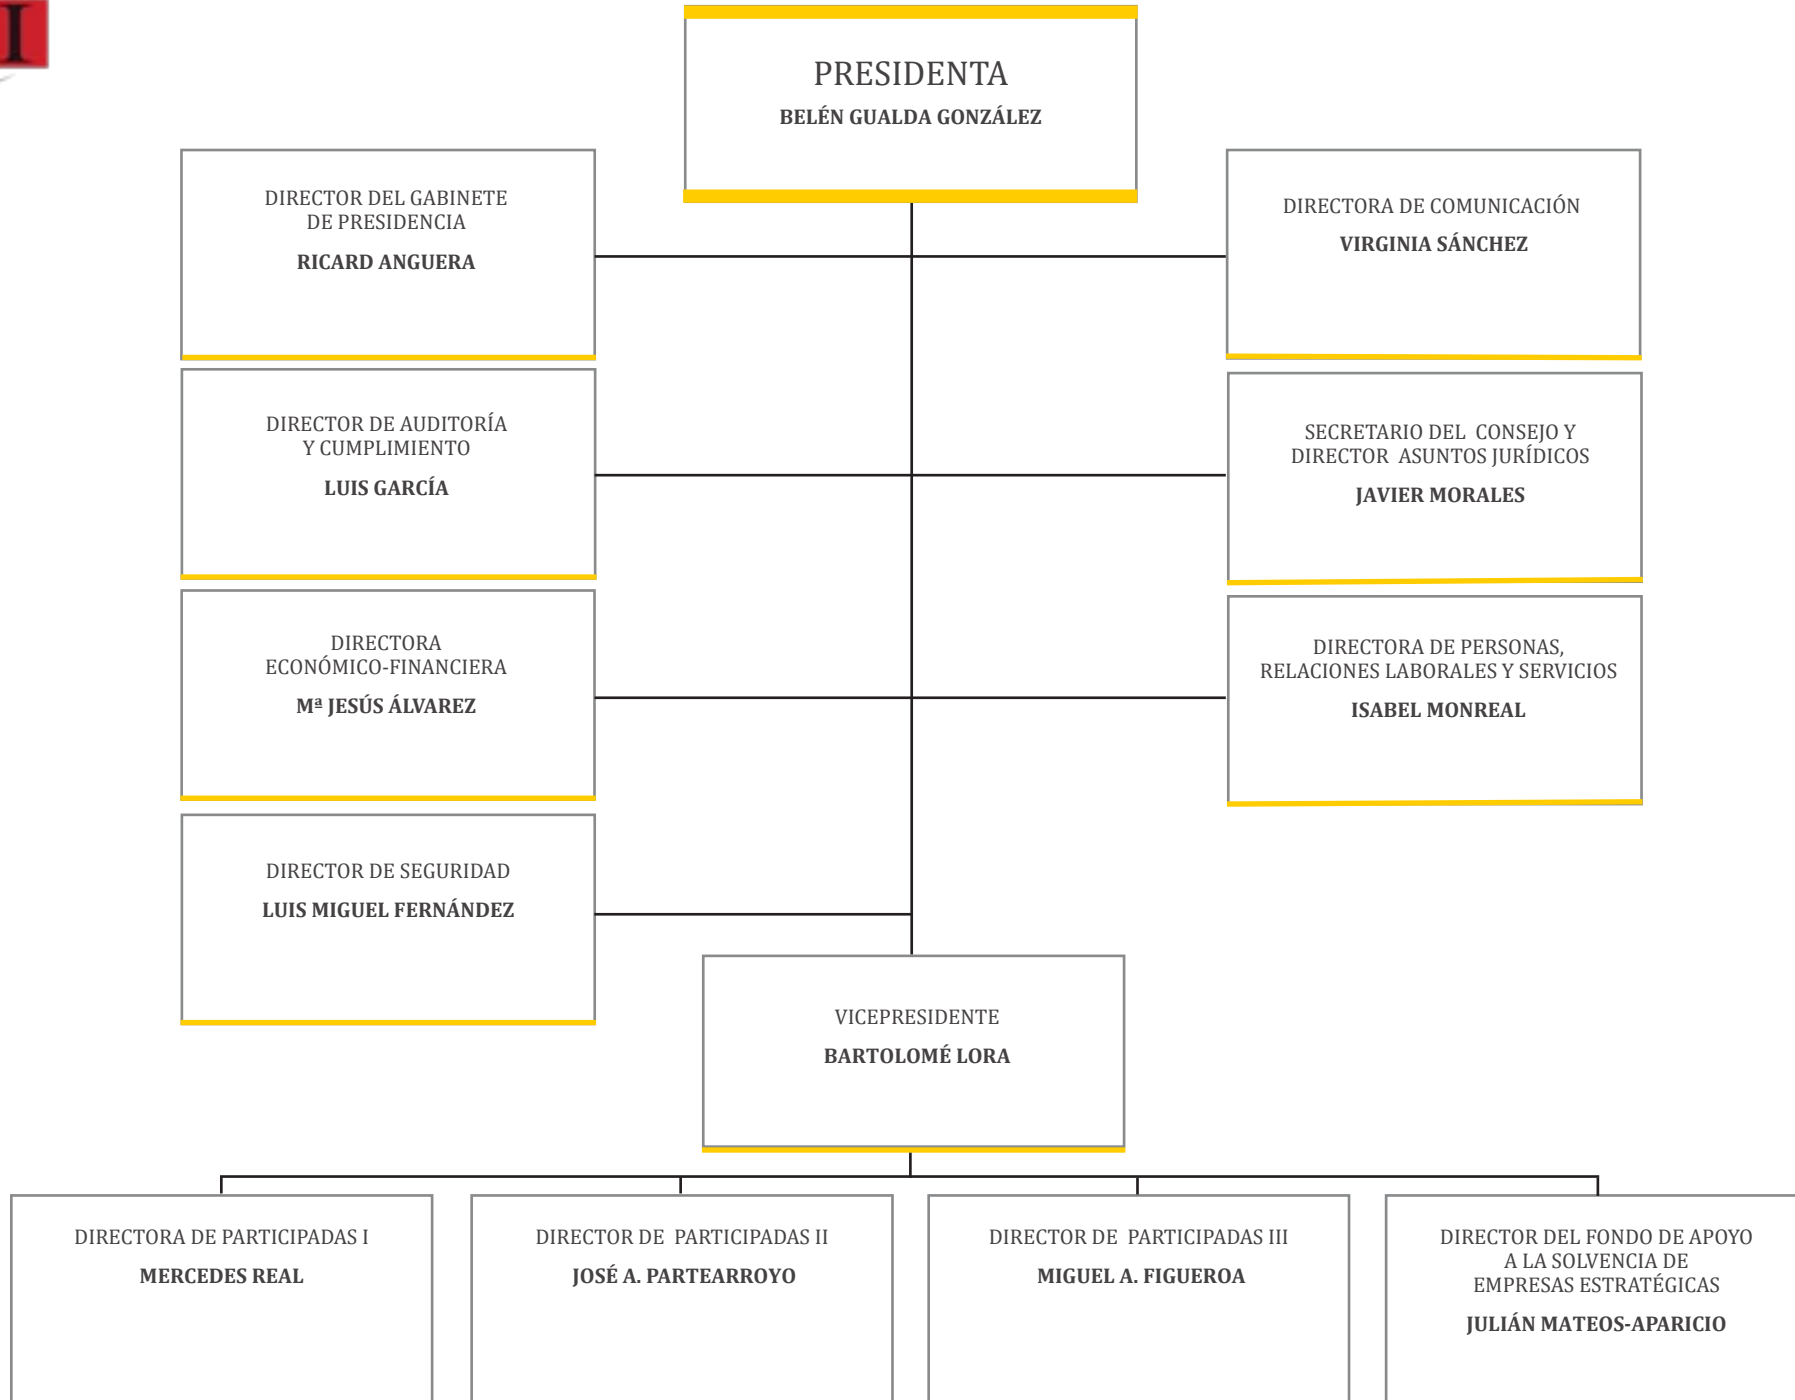 I
PRESIDENTA
BELÉN GUALDA GONZÁLEZ
DIRECTOR DEL GABINETE
DE PRESIDENCIA
RICARD ANGUERA
DIRECTORA DE COMUNICACIÓN
VIRGINIA SÁNCHEZ
DIRECTOR DE AUDITORÍA
Y CUMPLIMIENTO
LUIS GARCÍA
SECRETARIO DEL CONSEJO Y
DIRECTOR ASUNTOS JURÍDICOS
JAVIER MORALES
DIRECTORA
ECONÓMICO-FINANCIERA
Mª JESÚS ÁLVAREZ
DIRECTORA DE PERSONAS,
RELACIONES LABORALES Y SERVICIOS
ISABEL MONREAL
DIRECTOR DE SEGURIDAD
LUIS MIGUEL FERNÁNDEZ
VICEPRESIDENTE
BARTOLOMÉ LORA
DIRECTORA DE PARTICIPADAS I
MERCEDES REAL
DIRECTOR DE PARTICIPADAS II
JOSÉ A. PARTEARROYO
DIRECTOR DE PARTICIPADAS III
MIGUEL A. FIGUEROA
DIRECTOR DEL FONDO DE APOYO
A LA SOLVENCIA DE
EMPRESAS ESTRATÉGICAS
JULIÁN MATEOS-APARICIO